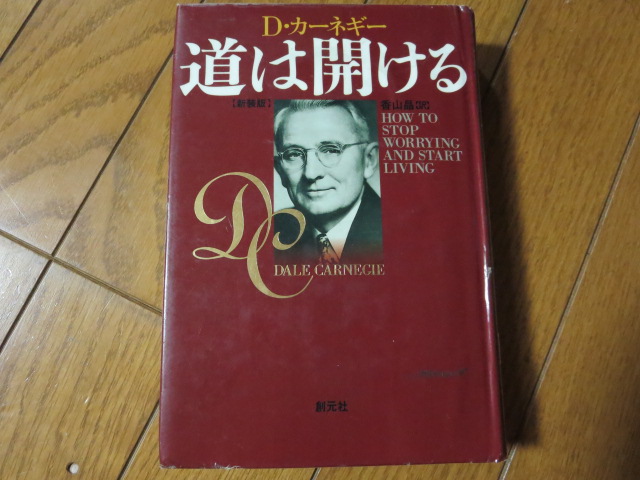 D・カーネギー
道は開ける
【新装版】
香山晶[訳]
HOW TO
STOP
WORRYING
AND START
LIVING
DC
DALE CARNEGIE
創元社